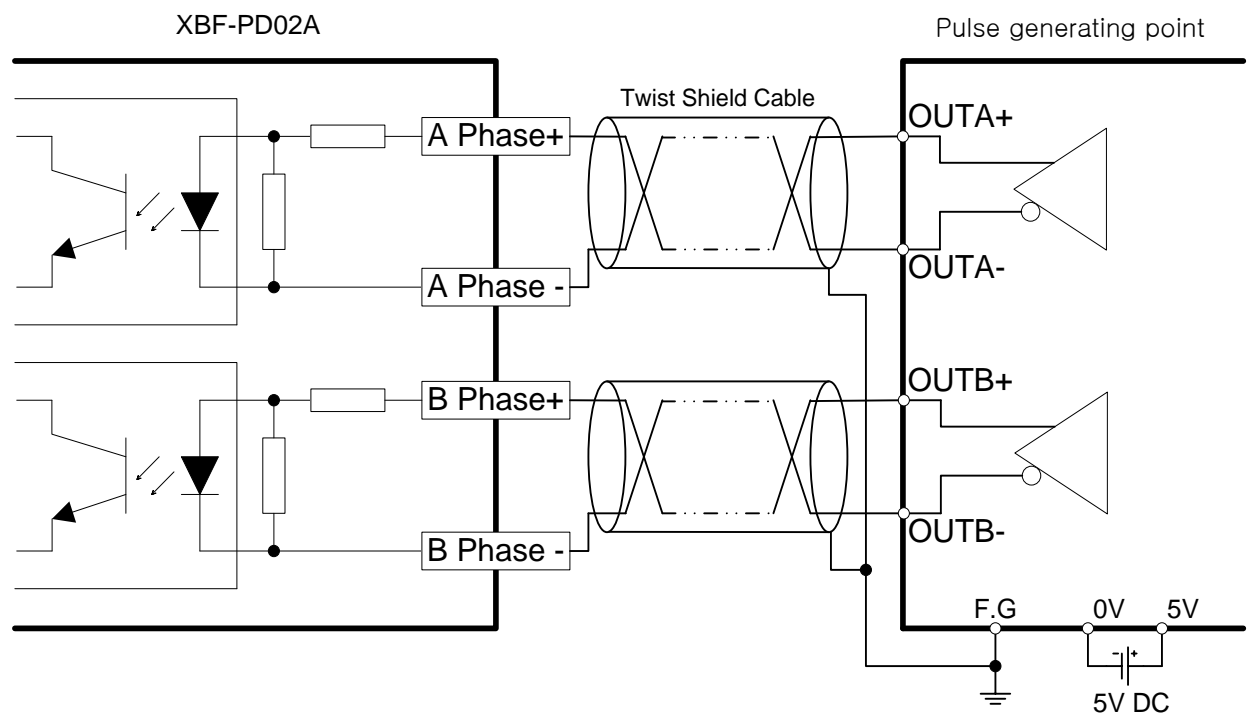 XBF-PD02A
Pulse generating point
Twist Shield Cable
A Phase+
OUTA+
A Phase -
OUTA-
B Phase+
OUTB+
B Phase -
OUTB-
F.G
0V
5V
- +
5V DC